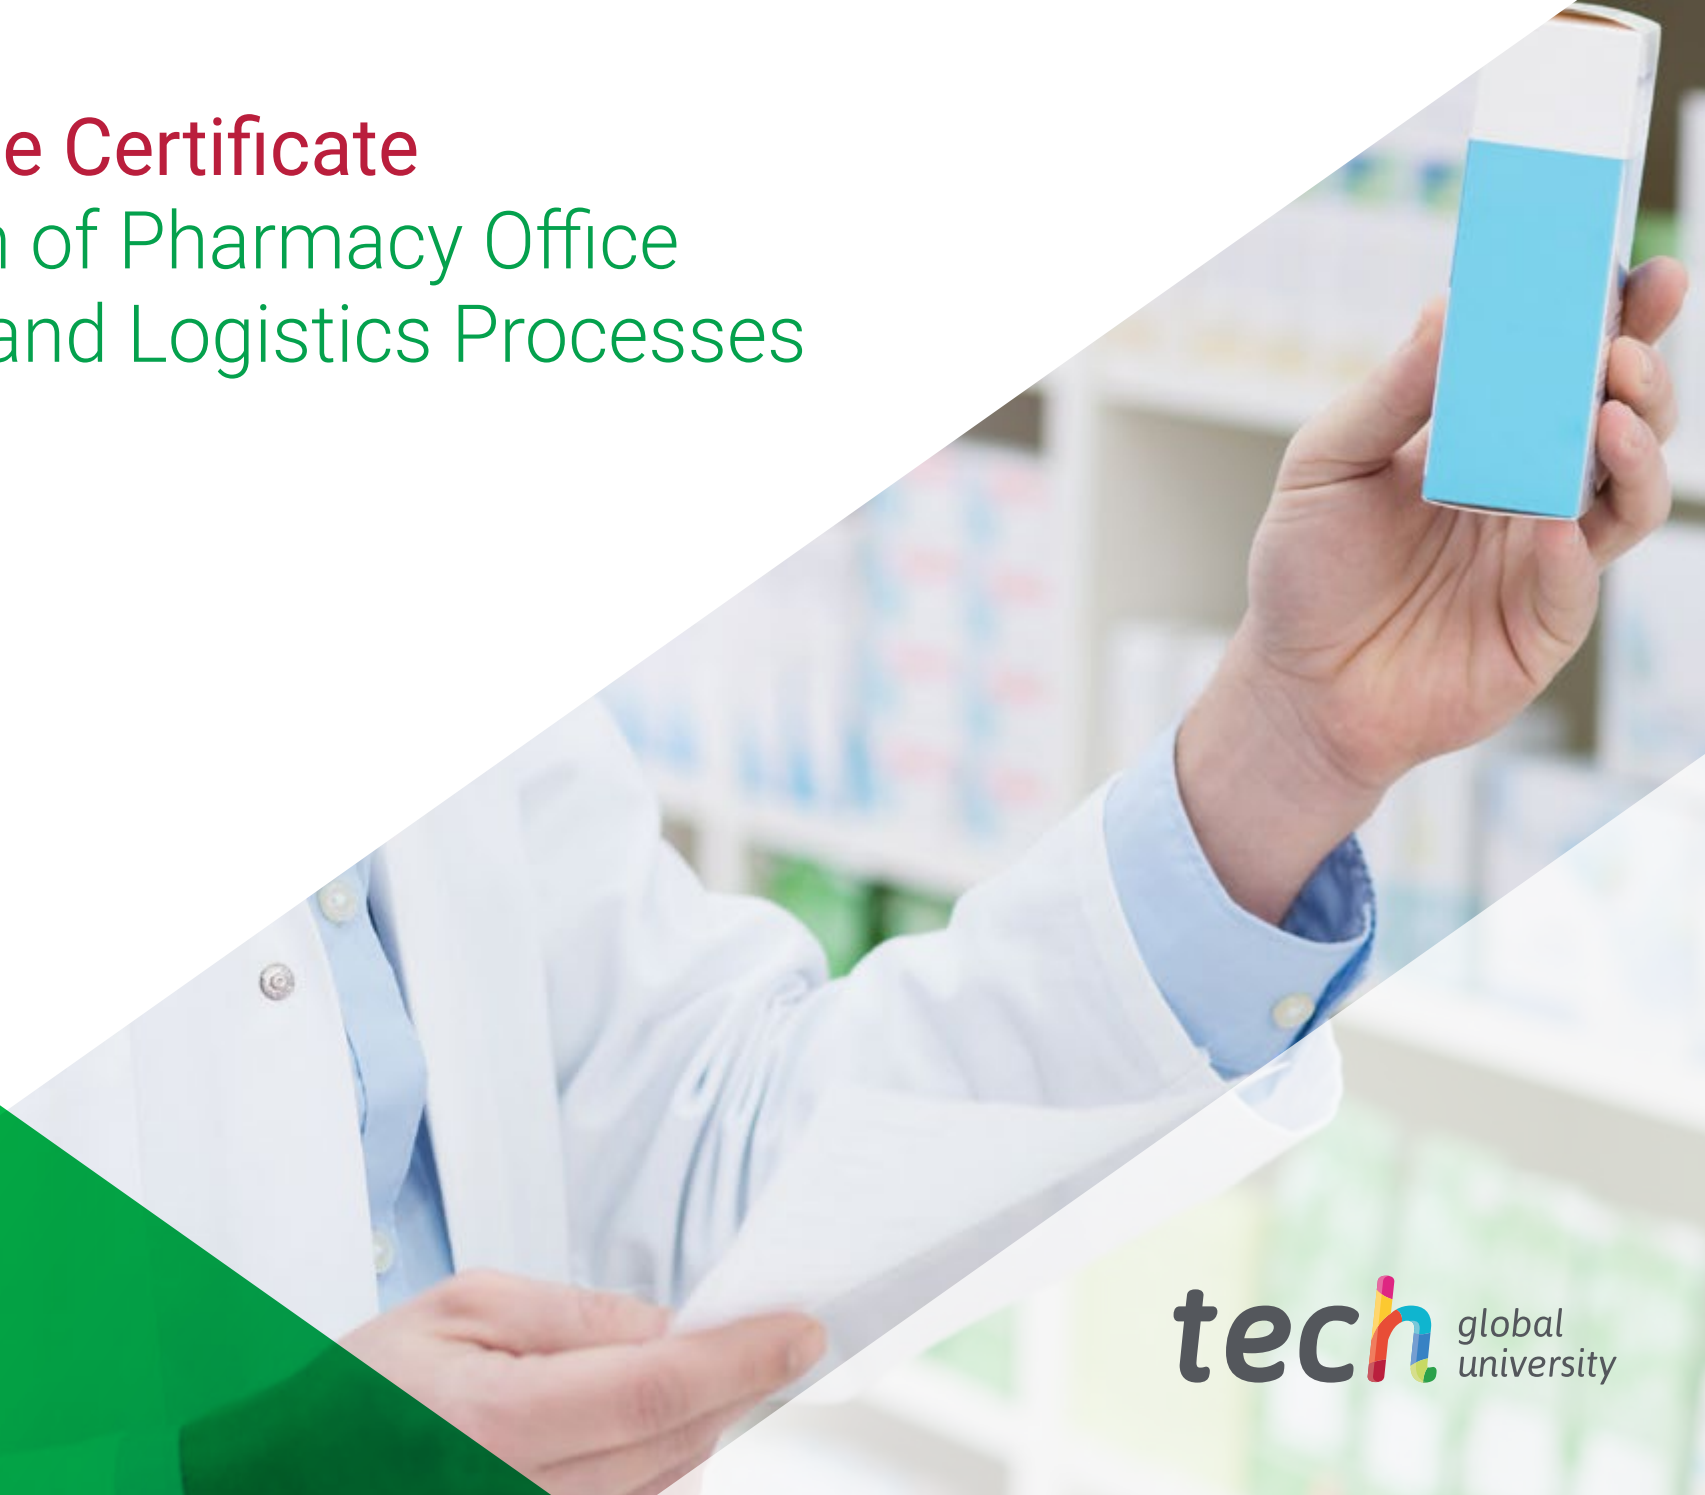 e Certificate
of Pharmacy Office
and Logistics Processes
tech global
university